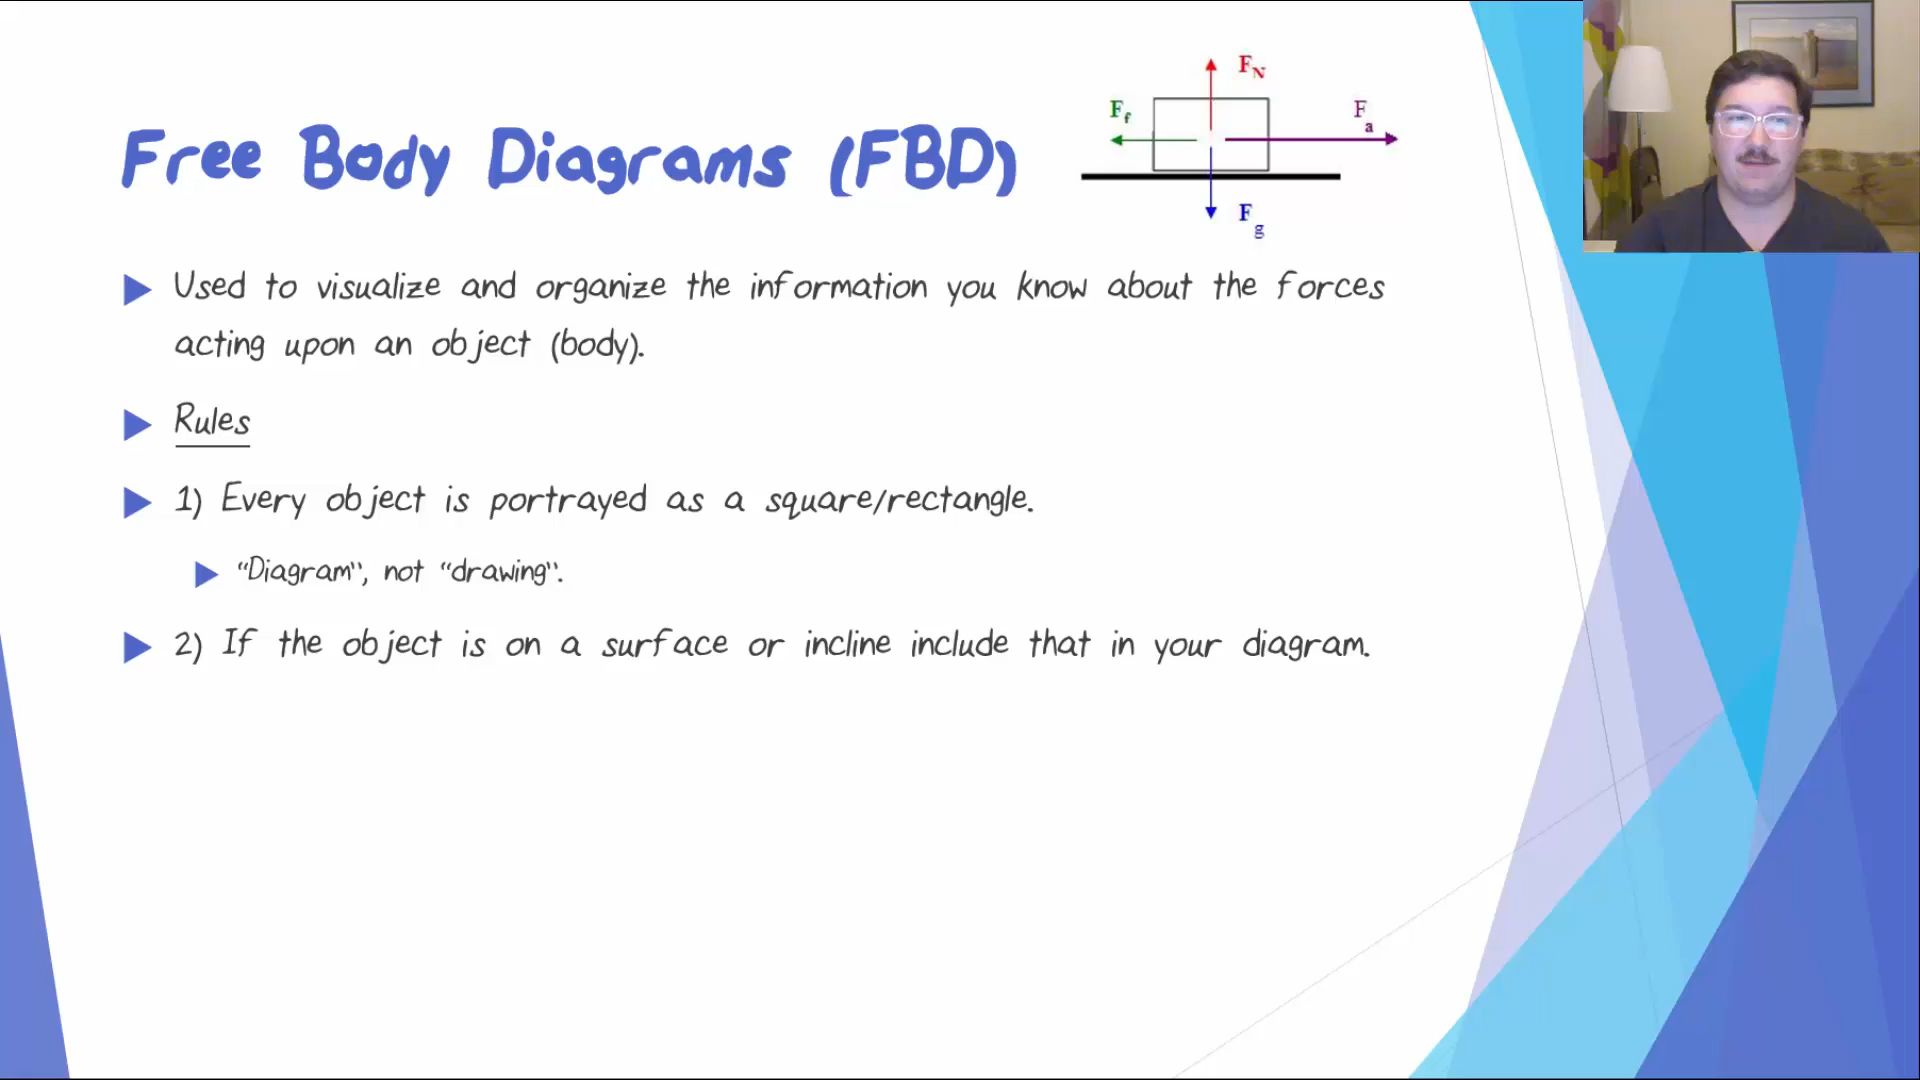 Free Body Diagrams (FBD)
F_N
F_f
F_a
F_g
Used to visualize and organize the information you know about the forces
acting upon an object (body).
Rules
1) Every object is portrayed as a square/rectangle.
“Diagram”, not “drawing”.
2) If the object is on a surface or incline include that in your diagram.